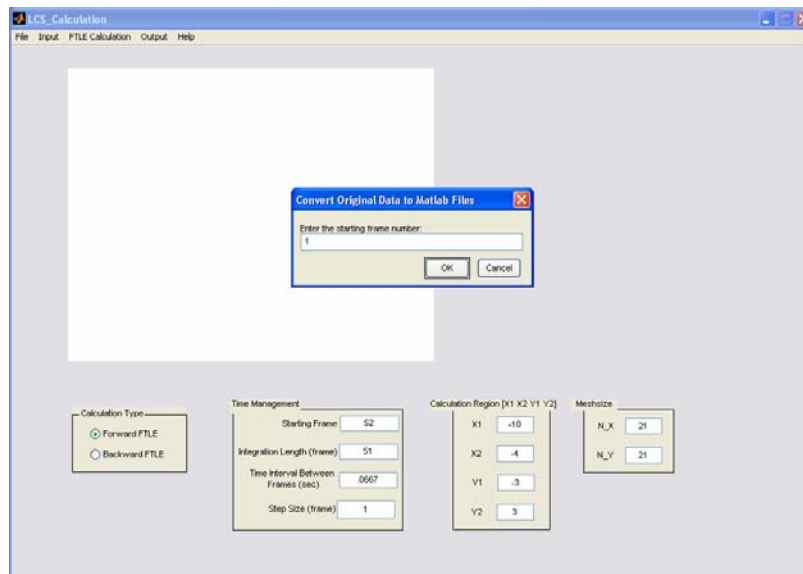 LCS_Calculation
File Input FTLE Calculation Output Help
Convert Original Data to Matlab Files
Enter the starting frame number:
1
OK Cancel
Calculation Type
Forward FTLE
Backward FTLE
Time Management
Starting Frame 52
Integration Length (frame) 51
Time Interval Between
Frames (sec) .0667
Step Size (frame) 1
Calculation Region [X1 X2 Y1 Y2]
X1 -10
X2 -4
Y1 -3
Y2 3
Meshsize
N_X 21
N_Y 21